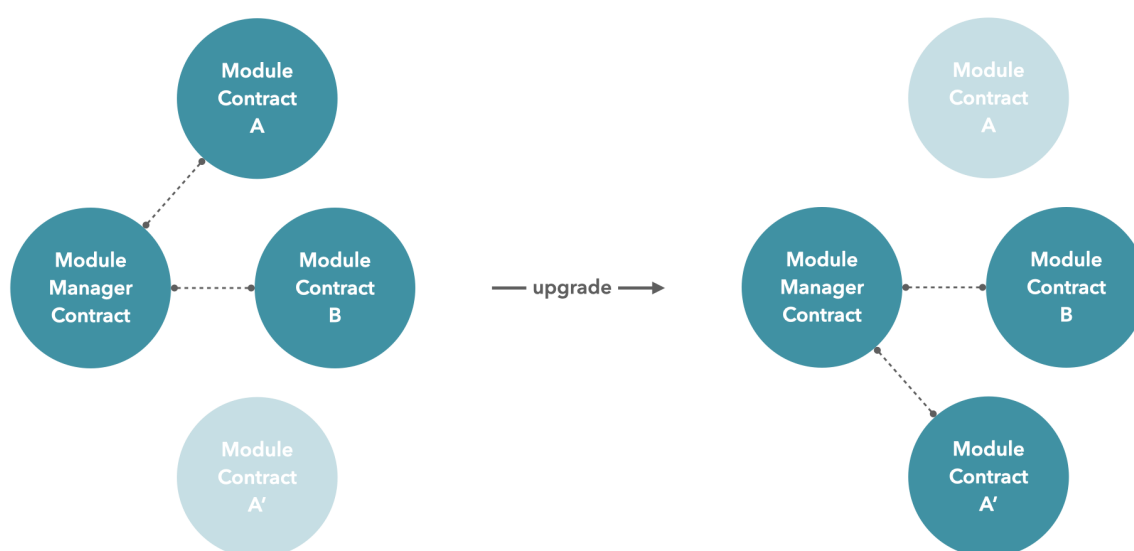 Module
Contract
A
Module
Manager
Contract
Module
Contract
B
Module
Contract
A'
upgrade
Module
Contract
A
Module
Manager
Contract
Module
Contract
B
Module
Contract
A'